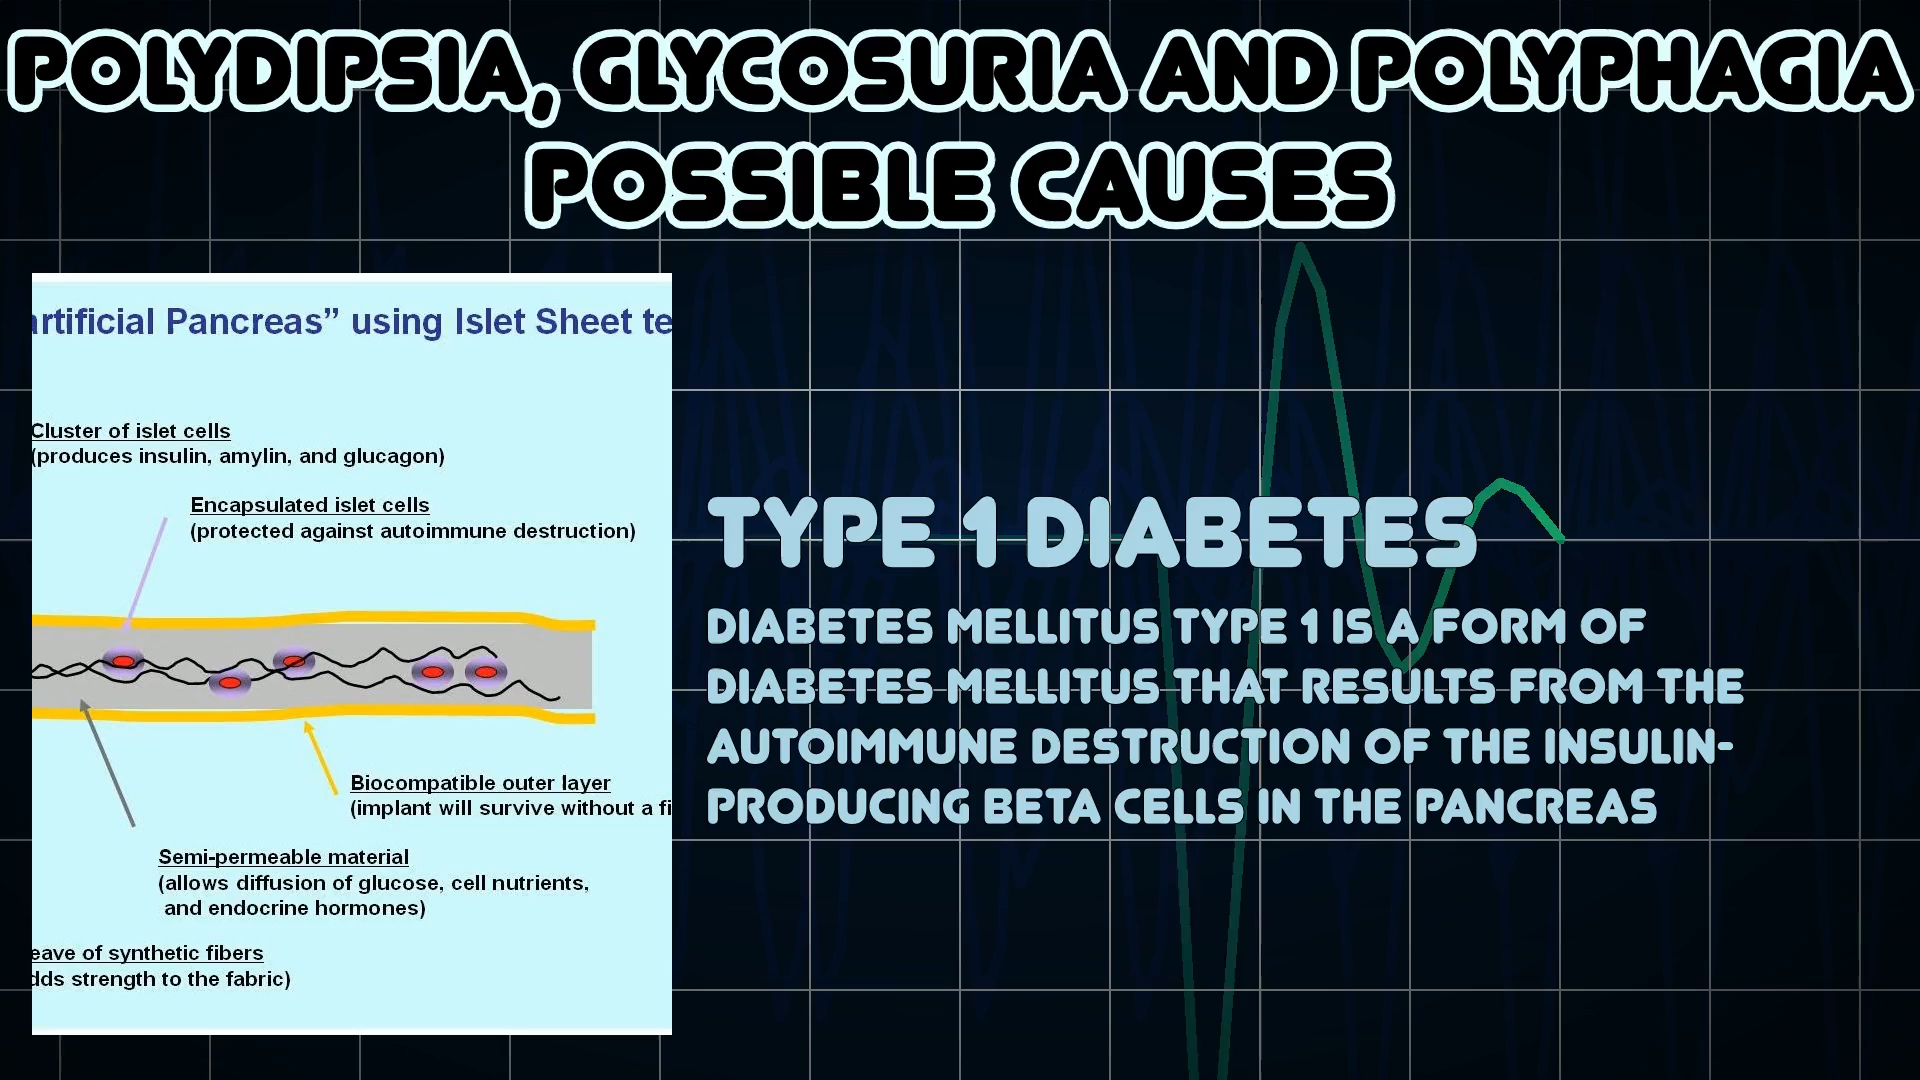 POLYDIPSIA, GLYCOSURIA AND POLYPHAGIA
POSSIBLE CAUSES
artificial Pancreas” using Islet Sheet te
Cluster of islet cells
(produces insulin, amylin, and glucagon)
Encapsulated islet cells
(protected against autoimmune destruction)
Biocompatible outer layer
(implant will survive without a fi
Semi-permeable material
(allows diffusion of glucose, cell nutrients,
and endocrine hormones)
eave of synthetic fibers
dds strength to the fabric)
TYPE 1 DIABETES
DIABETES MELLITUS TYPE 1 IS A FORM OF
DIABETES MELLITUS THAT RESULTS FROM THE
AUTOIMMUNE DESTRUCTION OF THE INSULIN-
PRODUCING BETA CELLS IN THE PANCREAS